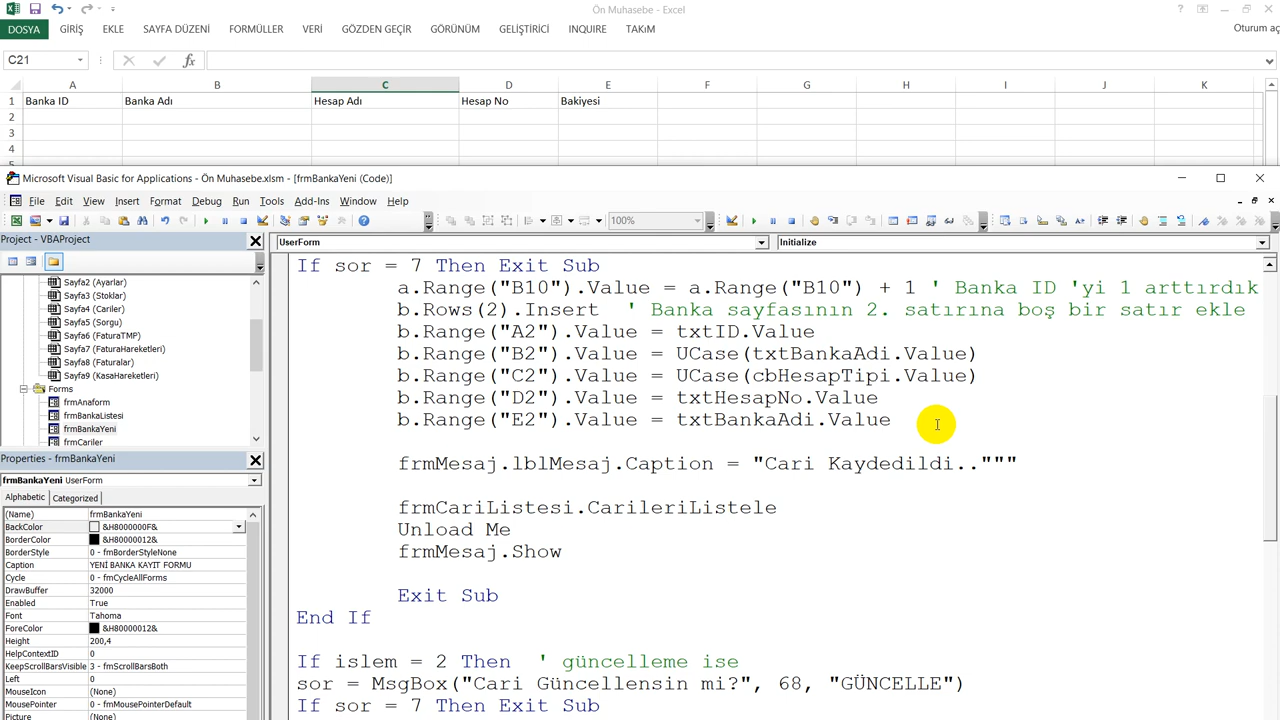 Ön Muhasebe - Excel
DOSYA GİRİŞ EKLE SAYFA DÜZENİ FORMÜLLER VERİ GÖZDEN GEÇİR GÖRÜNÜM GELİŞTİRİCİ INQUIRE TAKıM Oturum aç
C21 fx
A B C D E F G H I J K
1 Banka ID Banka Adı Hesap Adı Hesap No Bakiyesi
2
3
4
Microsoft Visual Basic for Applications - Ön Muhasebe.xlsm - [frmBankaYeni (Code)]
File Edit View Insert Format Debug Run Tools Add-Ins Window Help
100%
Project - VBAProject
Sayfa2 (Ayarlar)
Sayfa3 (Stoklar)
Sayfa4 (Cariler)
Sayfa5 (Sorgu)
Sayfa6 (FaturaTMP)
Sayfa7 (FaturaHareketleri)
Sayfa8 (Faturalar)
Sayfa9 (KasaHareketleri)
Forms
frmAnaform
frmBankaListesi
frmBankaYeni
frmCariler
Properties - frmBankaYeni
frmBankaYeni UserForm
Alphabetic Categorized
(Name) frmBankaYeni
BackColor &H8000000F&
BorderColor &H80000012&
BorderStyle 0 - fmBorderStyleNone
Caption YENİ BANKA KAYIT FORMU
Cycle 0 - fmCycleAllForms
DrawBuffer 32000
Enabled True
Font Tahoma
ForeColor &H80000012&
Height 200,4
HelpContextID 0
KeepScrollBarsVisible 3 - fmScrollBarsBoth
Left 0
MouseIcon (None)
MousePointer 0 - fmMousePointerDefault
Picture (None)
UserForm Initialize
If sor = 7 Then Exit Sub
a.Range("B10").Value = a.Range("B10") + 1 ' Banka ID 'yi 1 arttırdık
b.Rows(2).Insert ' Banka sayfasının 2. satırına boş bir satır ekle
b.Range("A2").Value = txtID.Value
b.Range("B2").Value = UCase(txtBankaAdi.Value)
b.Range("C2").Value = UCase(cbHesapTipi.Value)
b.Range("D2").Value = txtHesapNo.Value
b.Range("E2").Value = txtBankaAdi.Value
frmMesaj.lblMesaj.Caption = "Cari Kaydedildi.."""
frmCariListesi.CarileriListele
Unload Me
frmMesaj.Show
Exit Sub
End If
If islem = 2 Then ' güncelleme ise
sor = MsgBox("Cari Güncellensin mi?", 68, "GÜNCELLE")
If sor = 7 Then Exit Sub